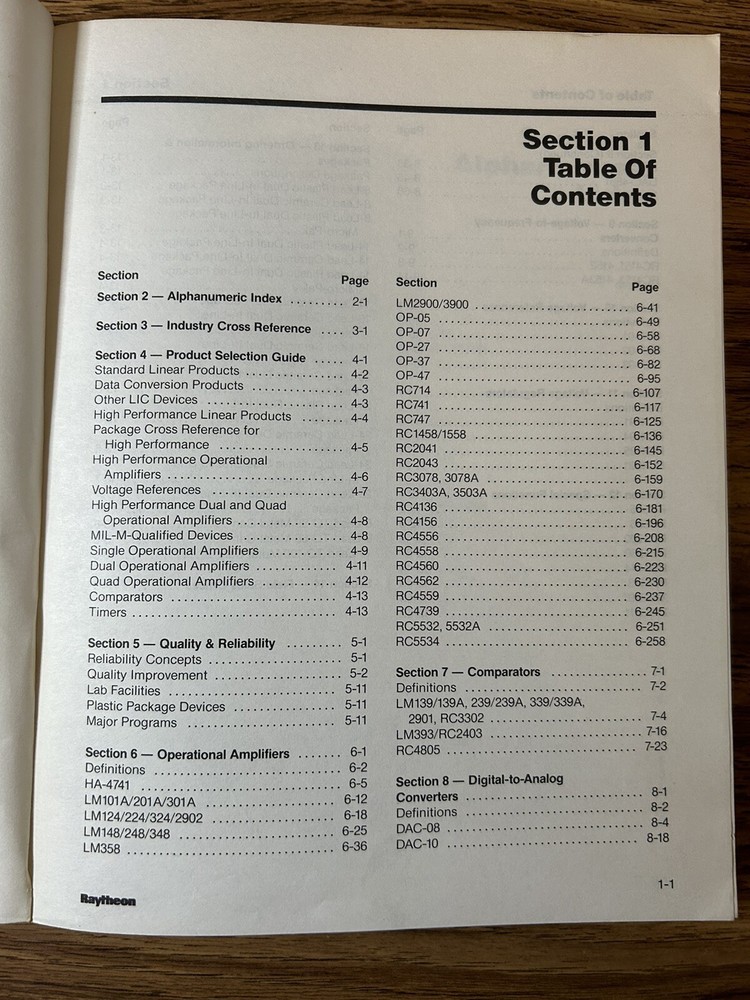 Section 1
Table Of
Contents
Section Page
Section 2 — Alphanumeric Index ......... 2-1
Section 3 — Industry Cross Reference .... 3-1
Section 4 — Product Selection Guide ..... 4-1
Standard Linear Products ............... 4-2
Data Conversion Products .............. 4-3
Other LIC Devices ..................... 4-3
High Performance Linear Products ....... 4-4
Package Cross Reference for
High Performance ................... 4-5
High Performance Operational
Amplifiers .......................... 4-6
Voltage References .................... 4-7
High Performance Dual and Quad
Operational Amplifiers ................ 4-8
MIL-M-Qualified Devices ................ 4-8
Single Operational Amplifiers ............ 4-9
Dual Operational Amplifiers ............ 4-11
Quad Operational Amplifiers ............ 4-12
Comparators ......................... 4-13
Timers ............................... 4-13
Section 5 — Quality & Reliability ......... 5-1
Reliability Concepts .................... 5-1
Quality Improvement ................... 5-2
Lab Facilities ......................... 5-11
Plastic Package Devices ............... 5-11
Major Programs ....................... 5-11
Section 6 — Operational Amplifiers ....... 6-1
Definitions ............................ 6-2
HA-4741 ............................. 6-5
LM101A/201A/301A .................... 6-12
LM124/224/324/2902 ................... 6-18
LM148/248/348 ........................ 6-25
LM358 ............................... 6-36
Section Page
LM2900/3900 ....................... 6-41
OP-05 ............................ 6-49
OP-07 ............................ 6-58
OP-27 ............................ 6-68
OP-37 ............................ 6-82
OP-47 ............................ 6-95
RC714 ............................ 6-107
RC741 ............................ 6-117
RC747 ............................ 6-125
RC1458/1558 ....................... 6-136
RC2041 ........................... 6-145
RC2043 ........................... 6-152
RC3078, 3078A ..................... 6-159
RC3403A, 3503A .................... 6-170
RC4136 ........................... 6-181
RC4156 ........................... 6-196
RC4556 ........................... 6-208
RC4558 ........................... 6-215
RC4560 ........................... 6-223
RC4562 ........................... 6-230
RC4559 ........................... 6-237
RC4739 ........................... 6-245
RC5532, 5532A ..................... 6-251
RC5534 ........................... 6-258
Section 7 — Comparators .............. 7-1
Definitions .......................... 7-2
LM139/139A, 239/239A, 339/339A,
2901, RC3302 ...................... 7-4
LM393/RC2403 ....................... 7-16
RC4805 ............................ 7-23
Section 8 — Digital-to-Analog
Converters .......................... 8-1
Definitions .......................... 8-2
DAC-08 ............................ 8-4
DAC-10 ............................ 8-18
1-1
Raytheon